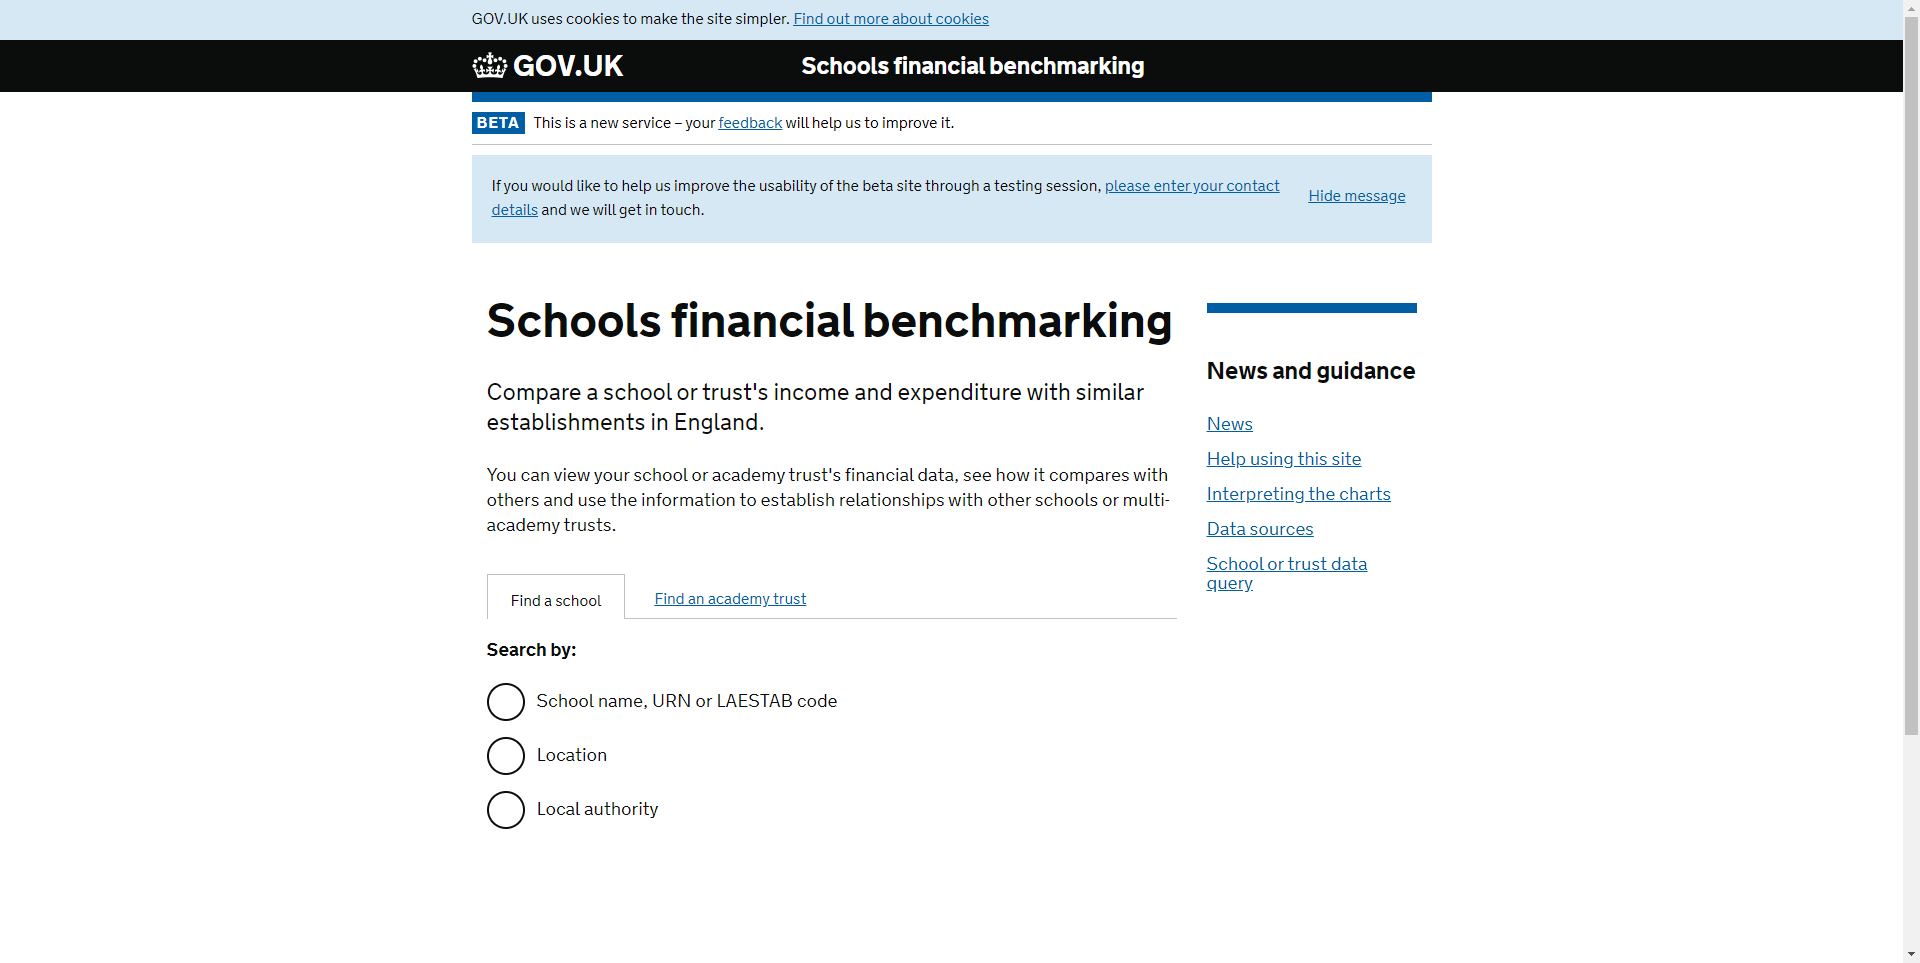 GOV.UK uses cookies to make the site simpler. Find out more about cookies
GOV.UK
Schools financial benchmarking
BETA This is a new service – your feedback will help us to improve it.
If you would like to help us improve the usability of the beta site through a testing session, please enter your contact
details and we will get in touch.
Hide message
Schools financial benchmarking
Compare a school or trust's income and expenditure with similar
establishments in England.
You can view your school or academy trust's financial data, see how it compares with
others and use the information to establish relationships with other schools or multi-
academy trusts.
Find a school
Find an academy trust
Search by:
School name, URN or LAESTAB code
Location
Local authority
News and guidance
News
Help using this site
Interpreting the charts
Data sources
School or trust data
query